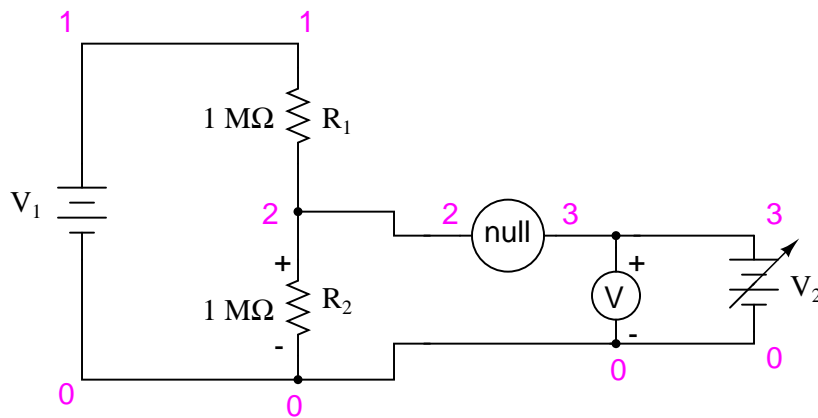 1 1
1 MΩ R1
V1
2 2 null 3 3
+ +
1 MΩ R2 V V2
- -
0 0 0 0